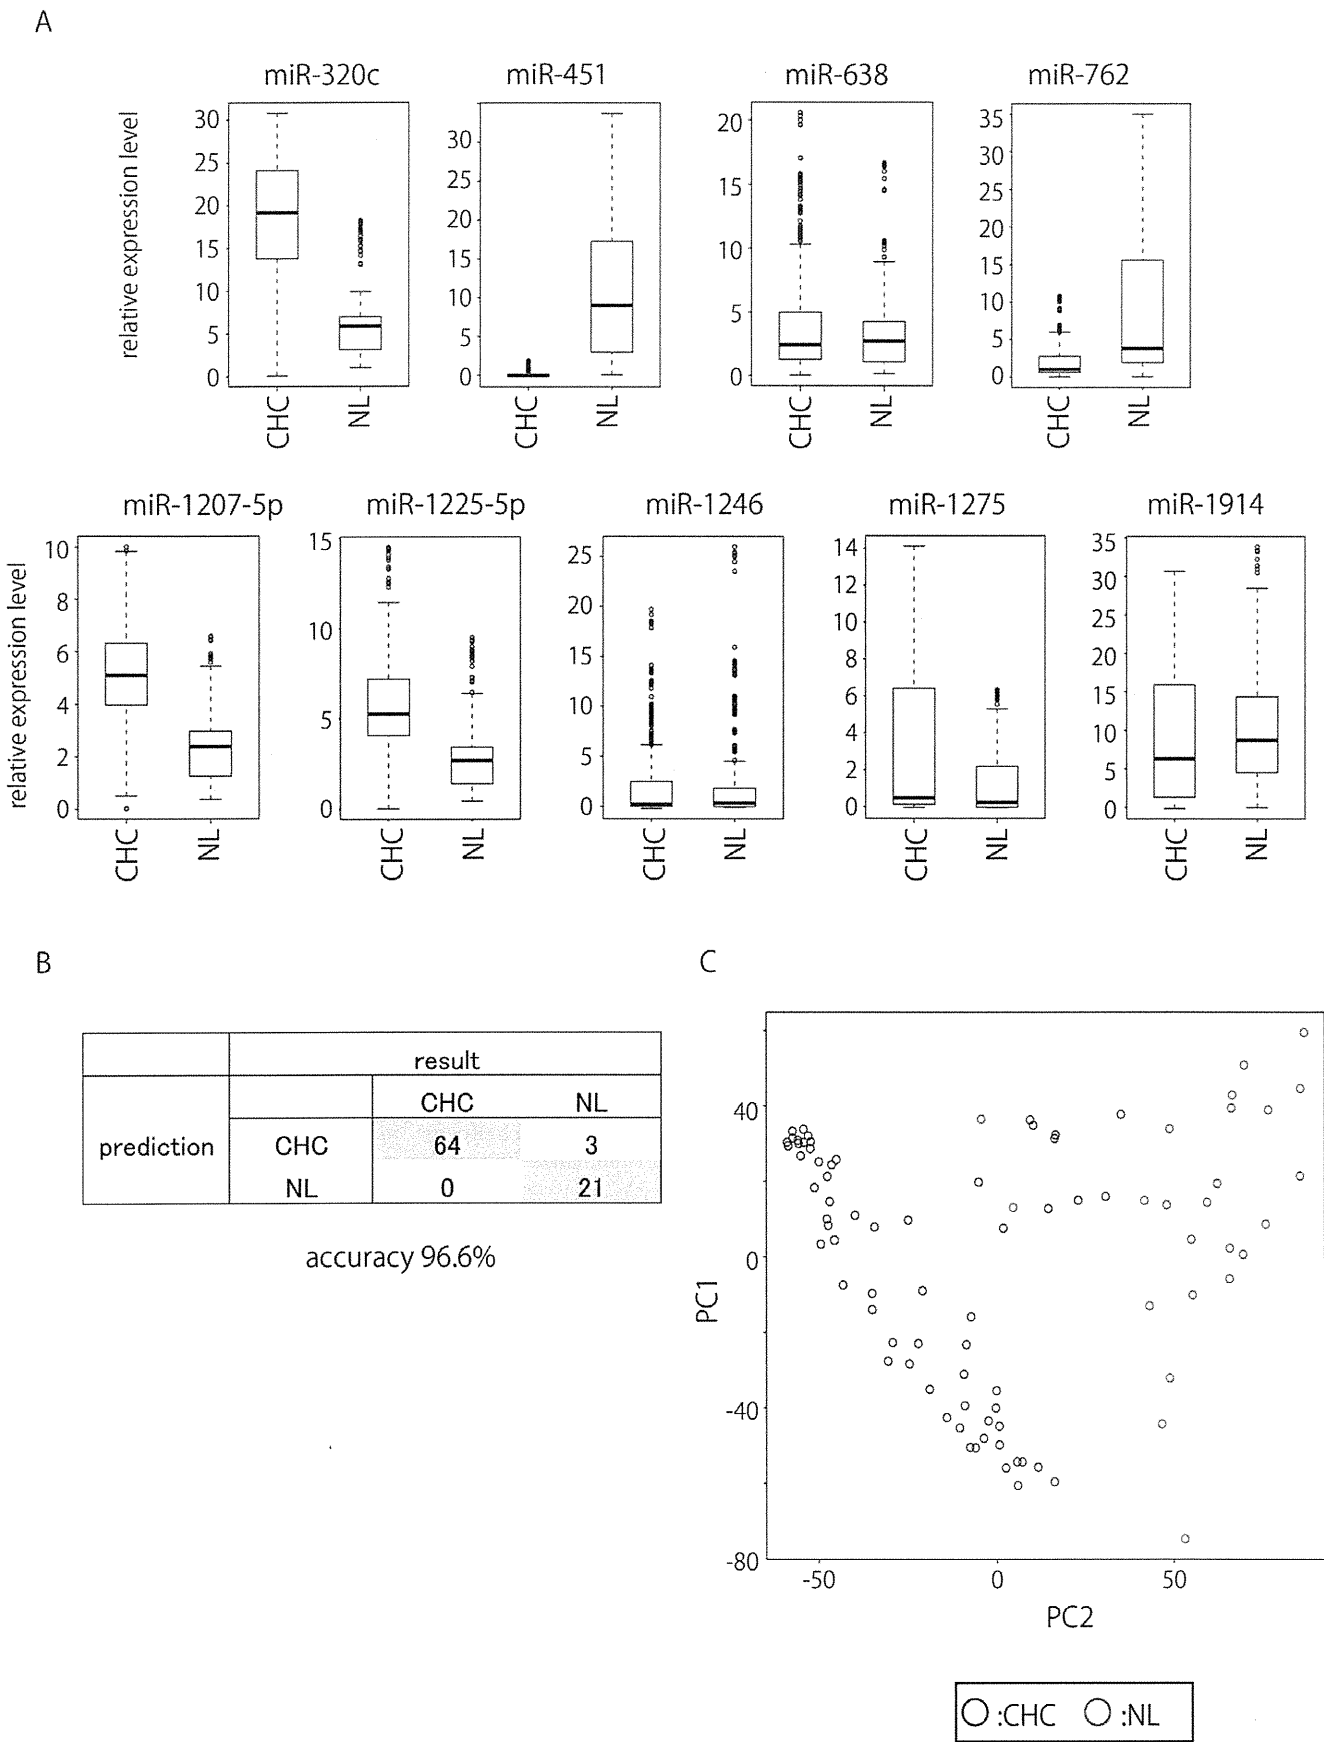 A
miR-320c miR-451 miR-638 miR-762
relative expression level
30 25 20 15 10 5 0
30 25 20 15 10 5 0
20 15 10 5 0
35 30 25 20 15 10 5 0
CHC NL CHC NL CHC NL CHC NL
miR-1207-5p miR-1225-5p miR-1246 miR-1275 miR-1914
relative expression level
10 8 6 4 2 0
15 10 5 0
25 20 15 10 5 0
14 12 10 8 6 4 2 0
35 30 25 20 15 10 5 0
CHC NL CHC NL CHC NL CHC NL CHC NL
B
result
CHC NL
prediction CHC 64 3
NL 0 21
accuracy 96.6%
C
PC1
40
0
-40
-80
-50 0 50
PC2
:CHC :NL